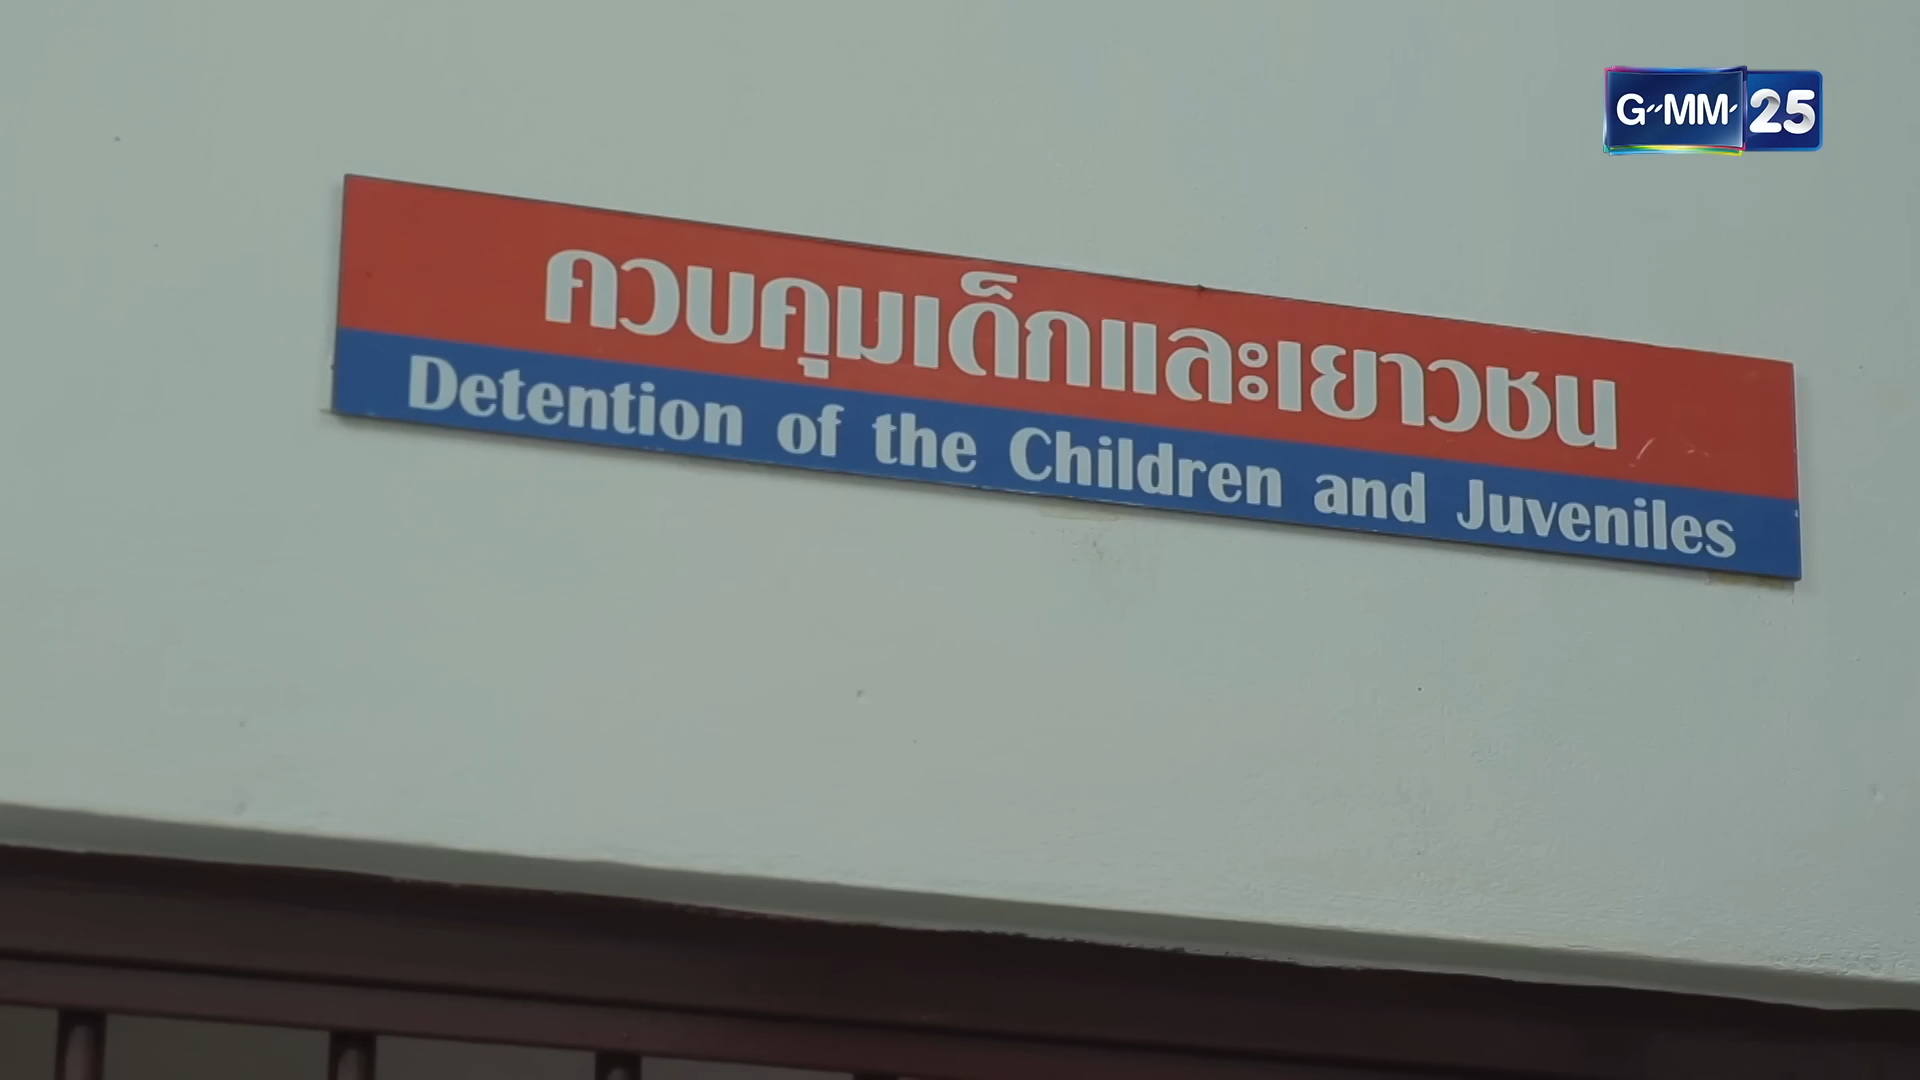 GMM 25
ควบคุมเด็กและเยาวชน
Detention of the Children and Juveniles